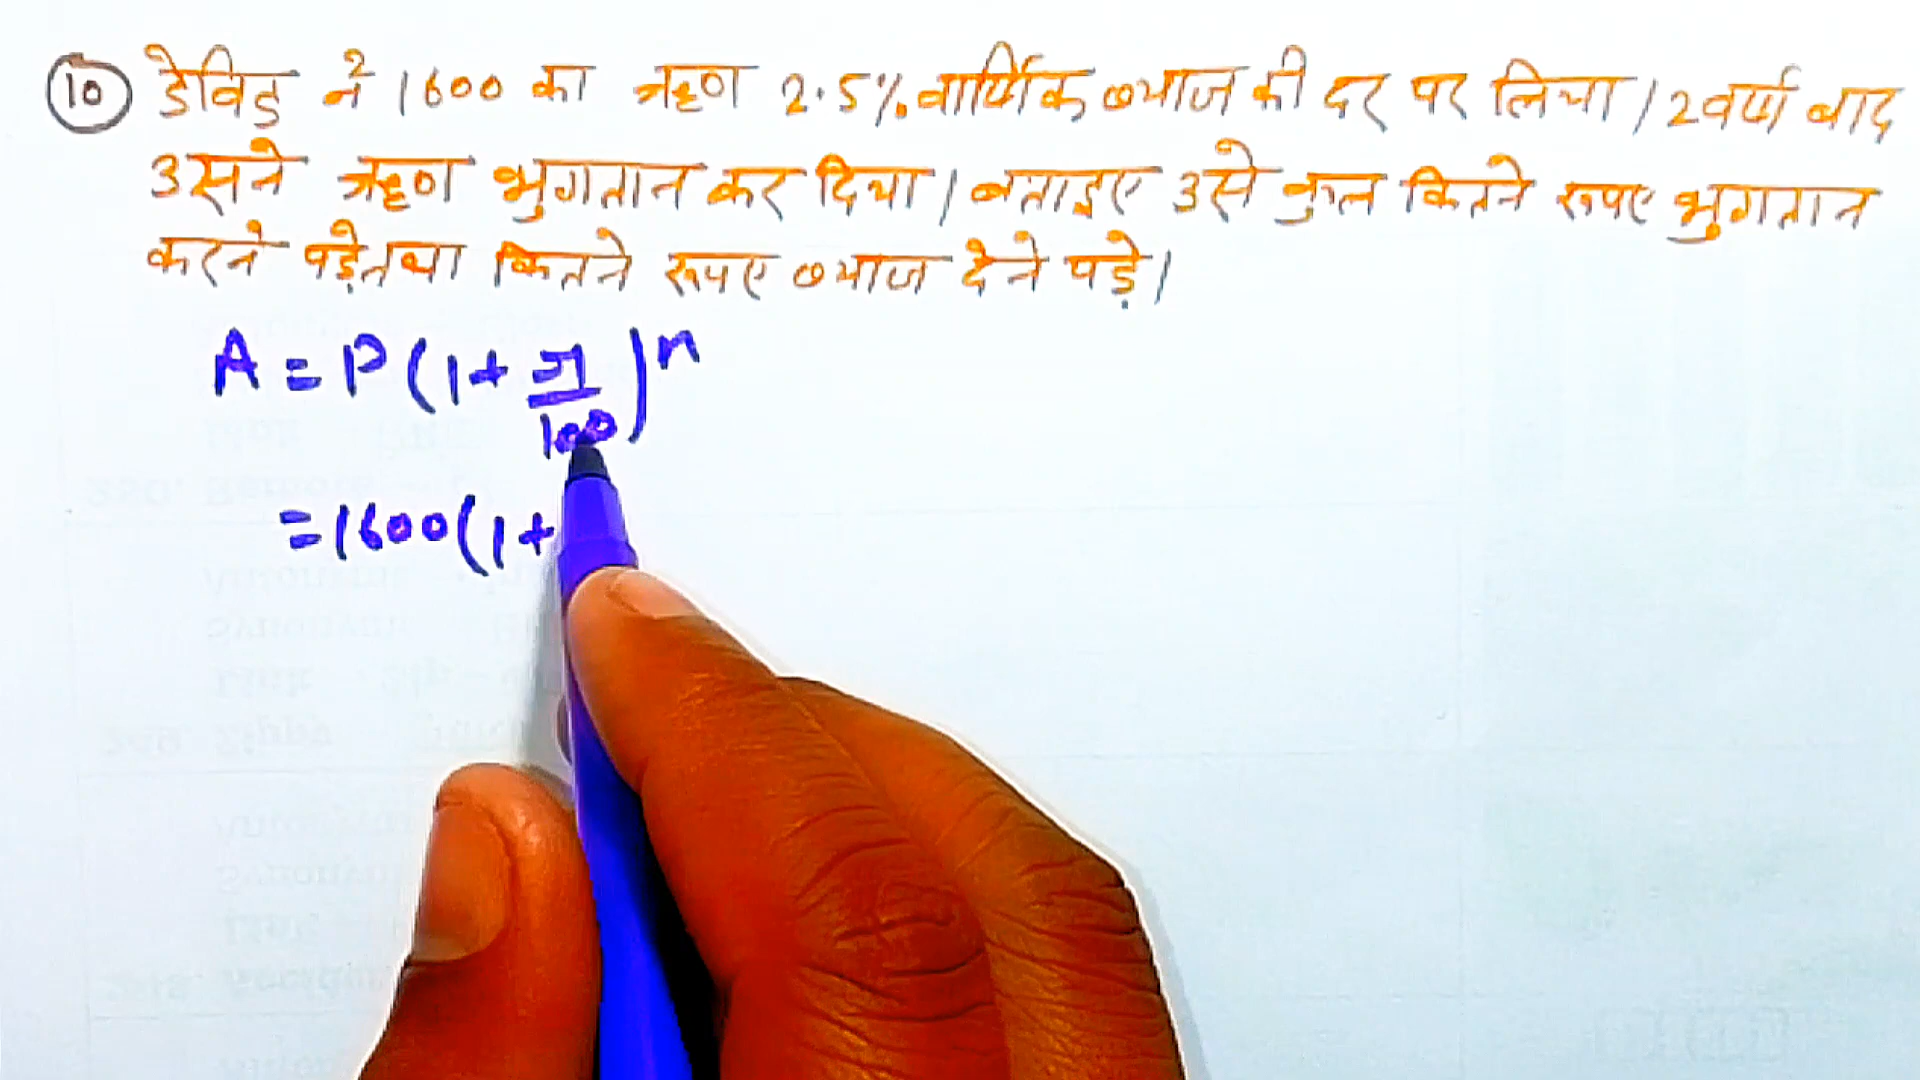 10 डेविड ने 1600 का ऋण 2.5% वार्षिक ब्याज की दर पर लिया। 2 वर्ष बाद
उसने ऋण भुगतान कर दिया। बताइए उसे कुल कितने रूपए भुगतान
करने पड़े तथा कितने रूपए ब्याज देने पड़े।
A = P(1+r/100)^n
=1600(1+